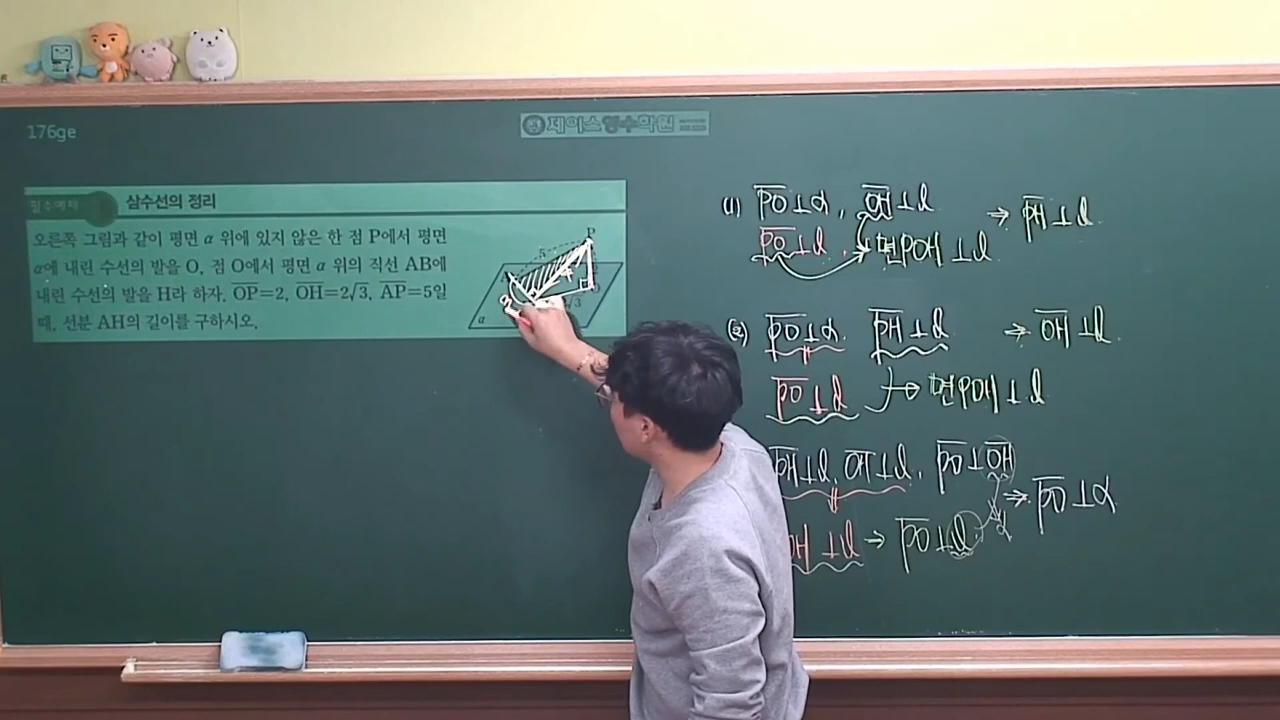 176ge
제이스영수학원
필수예제
삼수선의 정리
오른쪽 그림과 같이 평면 α 위에 있지 않은 한 점 P에서 평면
α에 내린 수선의 발을 O, 점 O에서 평면 α 위의 직선 AB에
내린 수선의 발을 H라 하자. OP=2, OH=2√3, AP=5일
때, 선분 AH의 길이를 구하시오.
P
5
4
α
(1) PO⊥α, OH⊥l ⇒ PH⊥l
PO⊥l, 면POH⊥l
(2) PO⊥α, PH⊥l ⇒ OH⊥l
PO⊥l → 면POH⊥l
PH⊥l, OH⊥l, PO⊥OH ⇒ PO⊥α
⊥l → PO⊥l
α